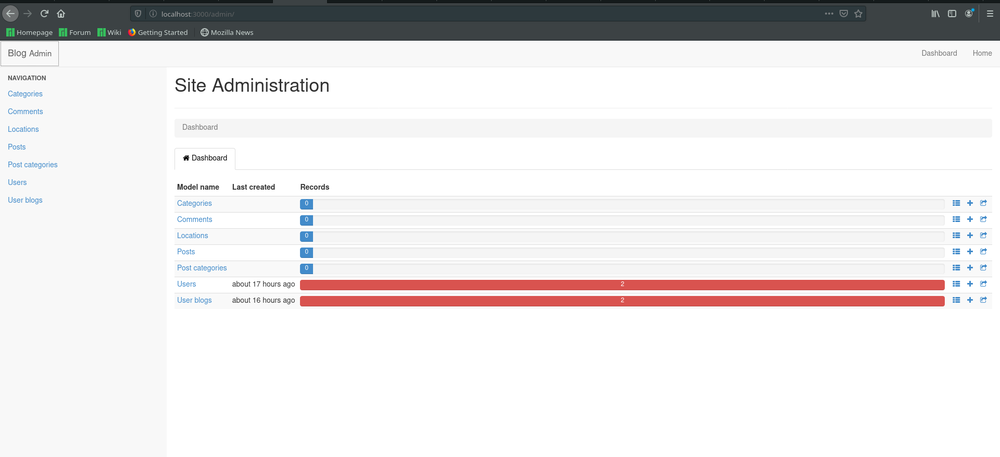 localhost:3000/admin/
Homepage Forum Wiki Getting Started Mozilla News
Blog Admin Dashboard Home
NAVIGATION
Categories
Comments
Locations
Posts
Post categories
Users
User blogs
Site Administration
Dashboard
Dashboard
Model name Last created Records
Categories 0
Comments 0
Locations 0
Posts 0
Post categories 0
Users about 17 hours ago 2
User blogs about 16 hours ago 2